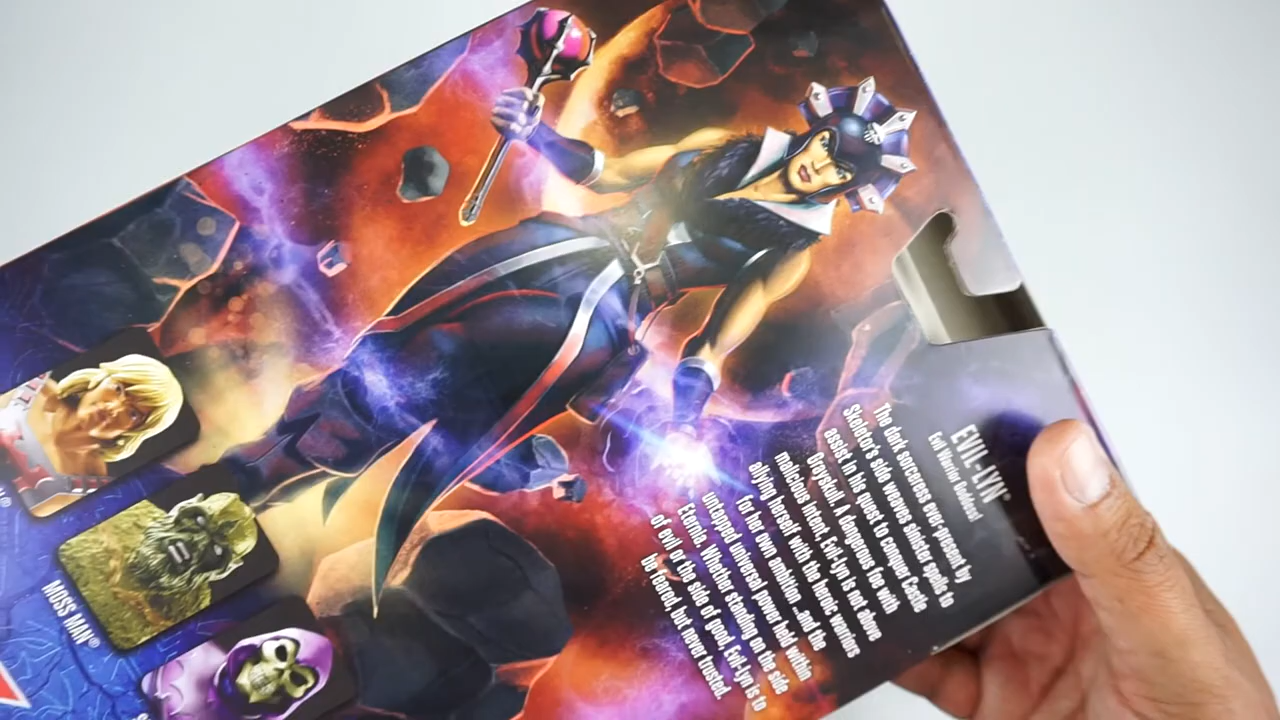 EVIL-LYN®
Evil Warrior Goddess!
The dark sorceress ever-present by
Skeletor's side weaves sinister spells to
assist in his quest to conquer Castle
Grayskull. A dangerous foe with
malicious intent, Evil-Lyn is not above
allying herself with the heroic warriors
for her own ambition ...and the
untapped universal power held within
Eternia. Whether standing on the side
of evil or the side of good, Evil-Lyn is to
be feared, but never trusted.
MOSS MAN®